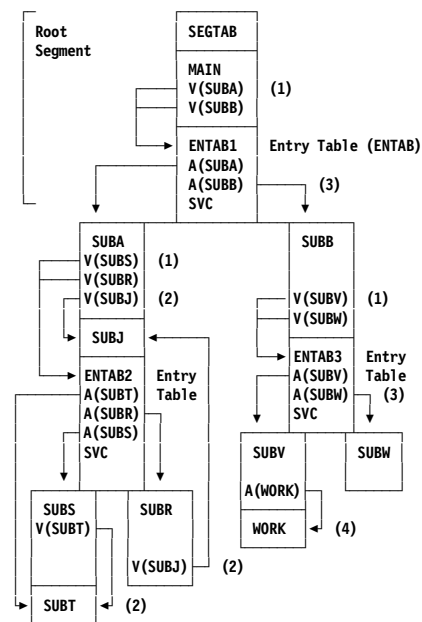 Root
Segment
SEGTAB
MAIN
V(SUBA) (1)
V(SUBB)
ENTAB1 Entry Table (ENTAB)
A(SUBA)
A(SUBB) (3)
SVC
SUBA
V(SUBS) (1)
V(SUBR)
V(SUBJ) (2)
SUBJ
ENTAB2 Entry
A(SUBT) Table
A(SUBR)
A(SUBS)
SVC
SUBB
V(SUBV) (1)
V(SUBW)
ENTAB3 Entry
A(SUBV) Table
A(SUBW) (3)
SVC
SUBS
V(SUBT)
SUBR
V(SUBJ) (2)
SUBT (2)
SUBV
A(WORK)
WORK (4)
SUBW